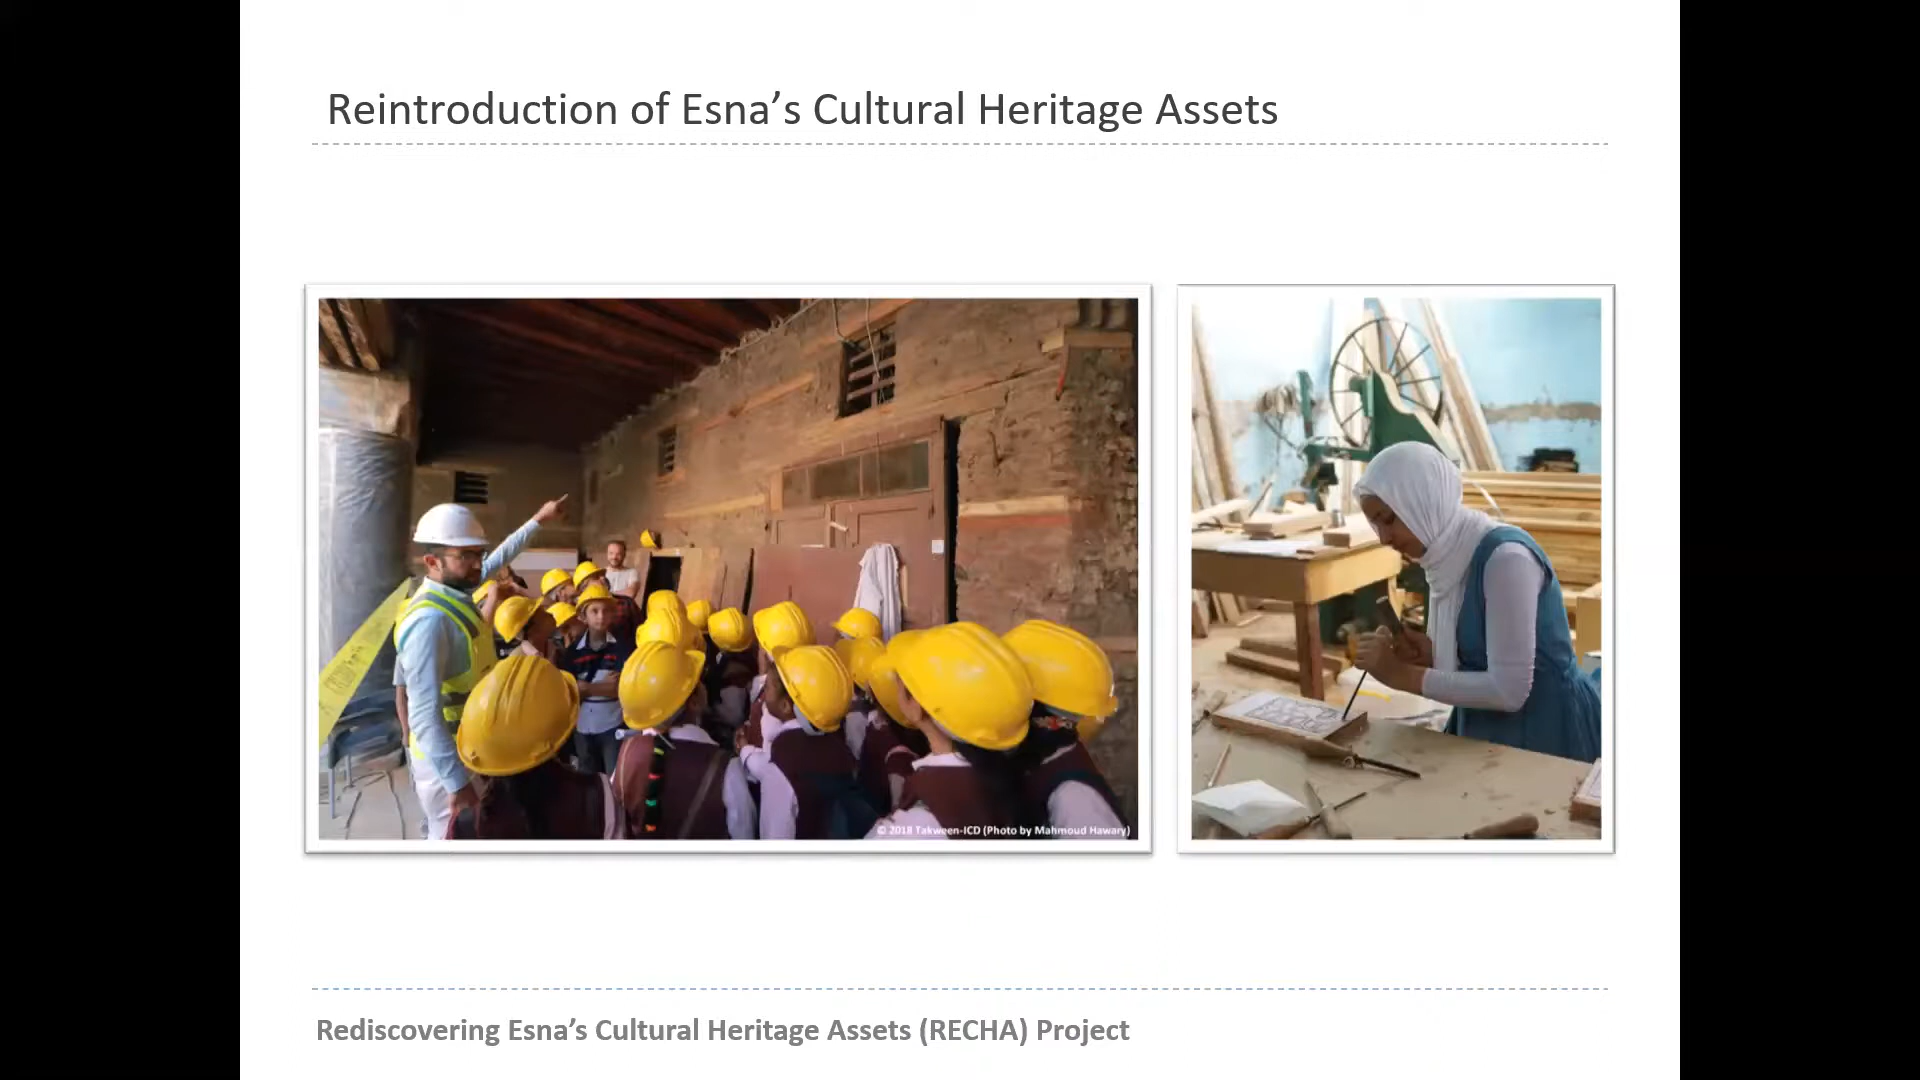 Reintroduction of Esna’s Cultural Heritage Assets
© 2018 Takween-ICD (Photo by Mahmoud Hawary)
Rediscovering Esna’s Cultural Heritage Assets (RECHA) Project